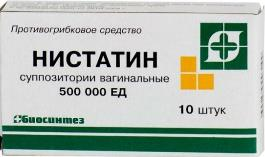 Противогрибковое средство
НИСТАТИН
суппозитории вагинальные
500 000 ЕД
10 штук
биосинтез